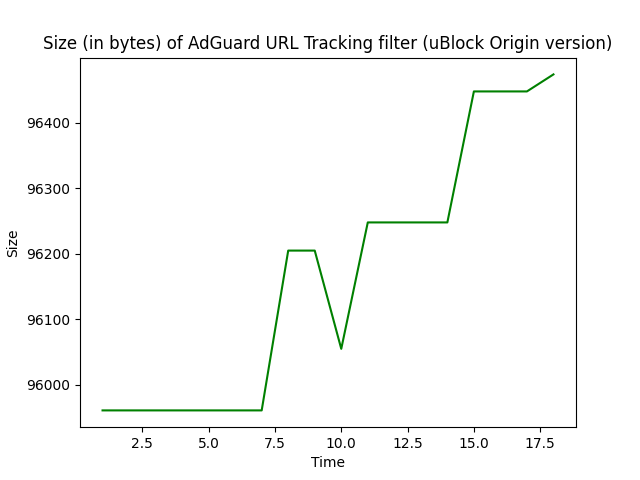 Size (in bytes) of AdGuard URL Tracking filter (uBlock Origin version)
96400
96300
96200
96100
96000
Size
2.5 5.0 7.5 10.0 12.5 15.0 17.5
Time